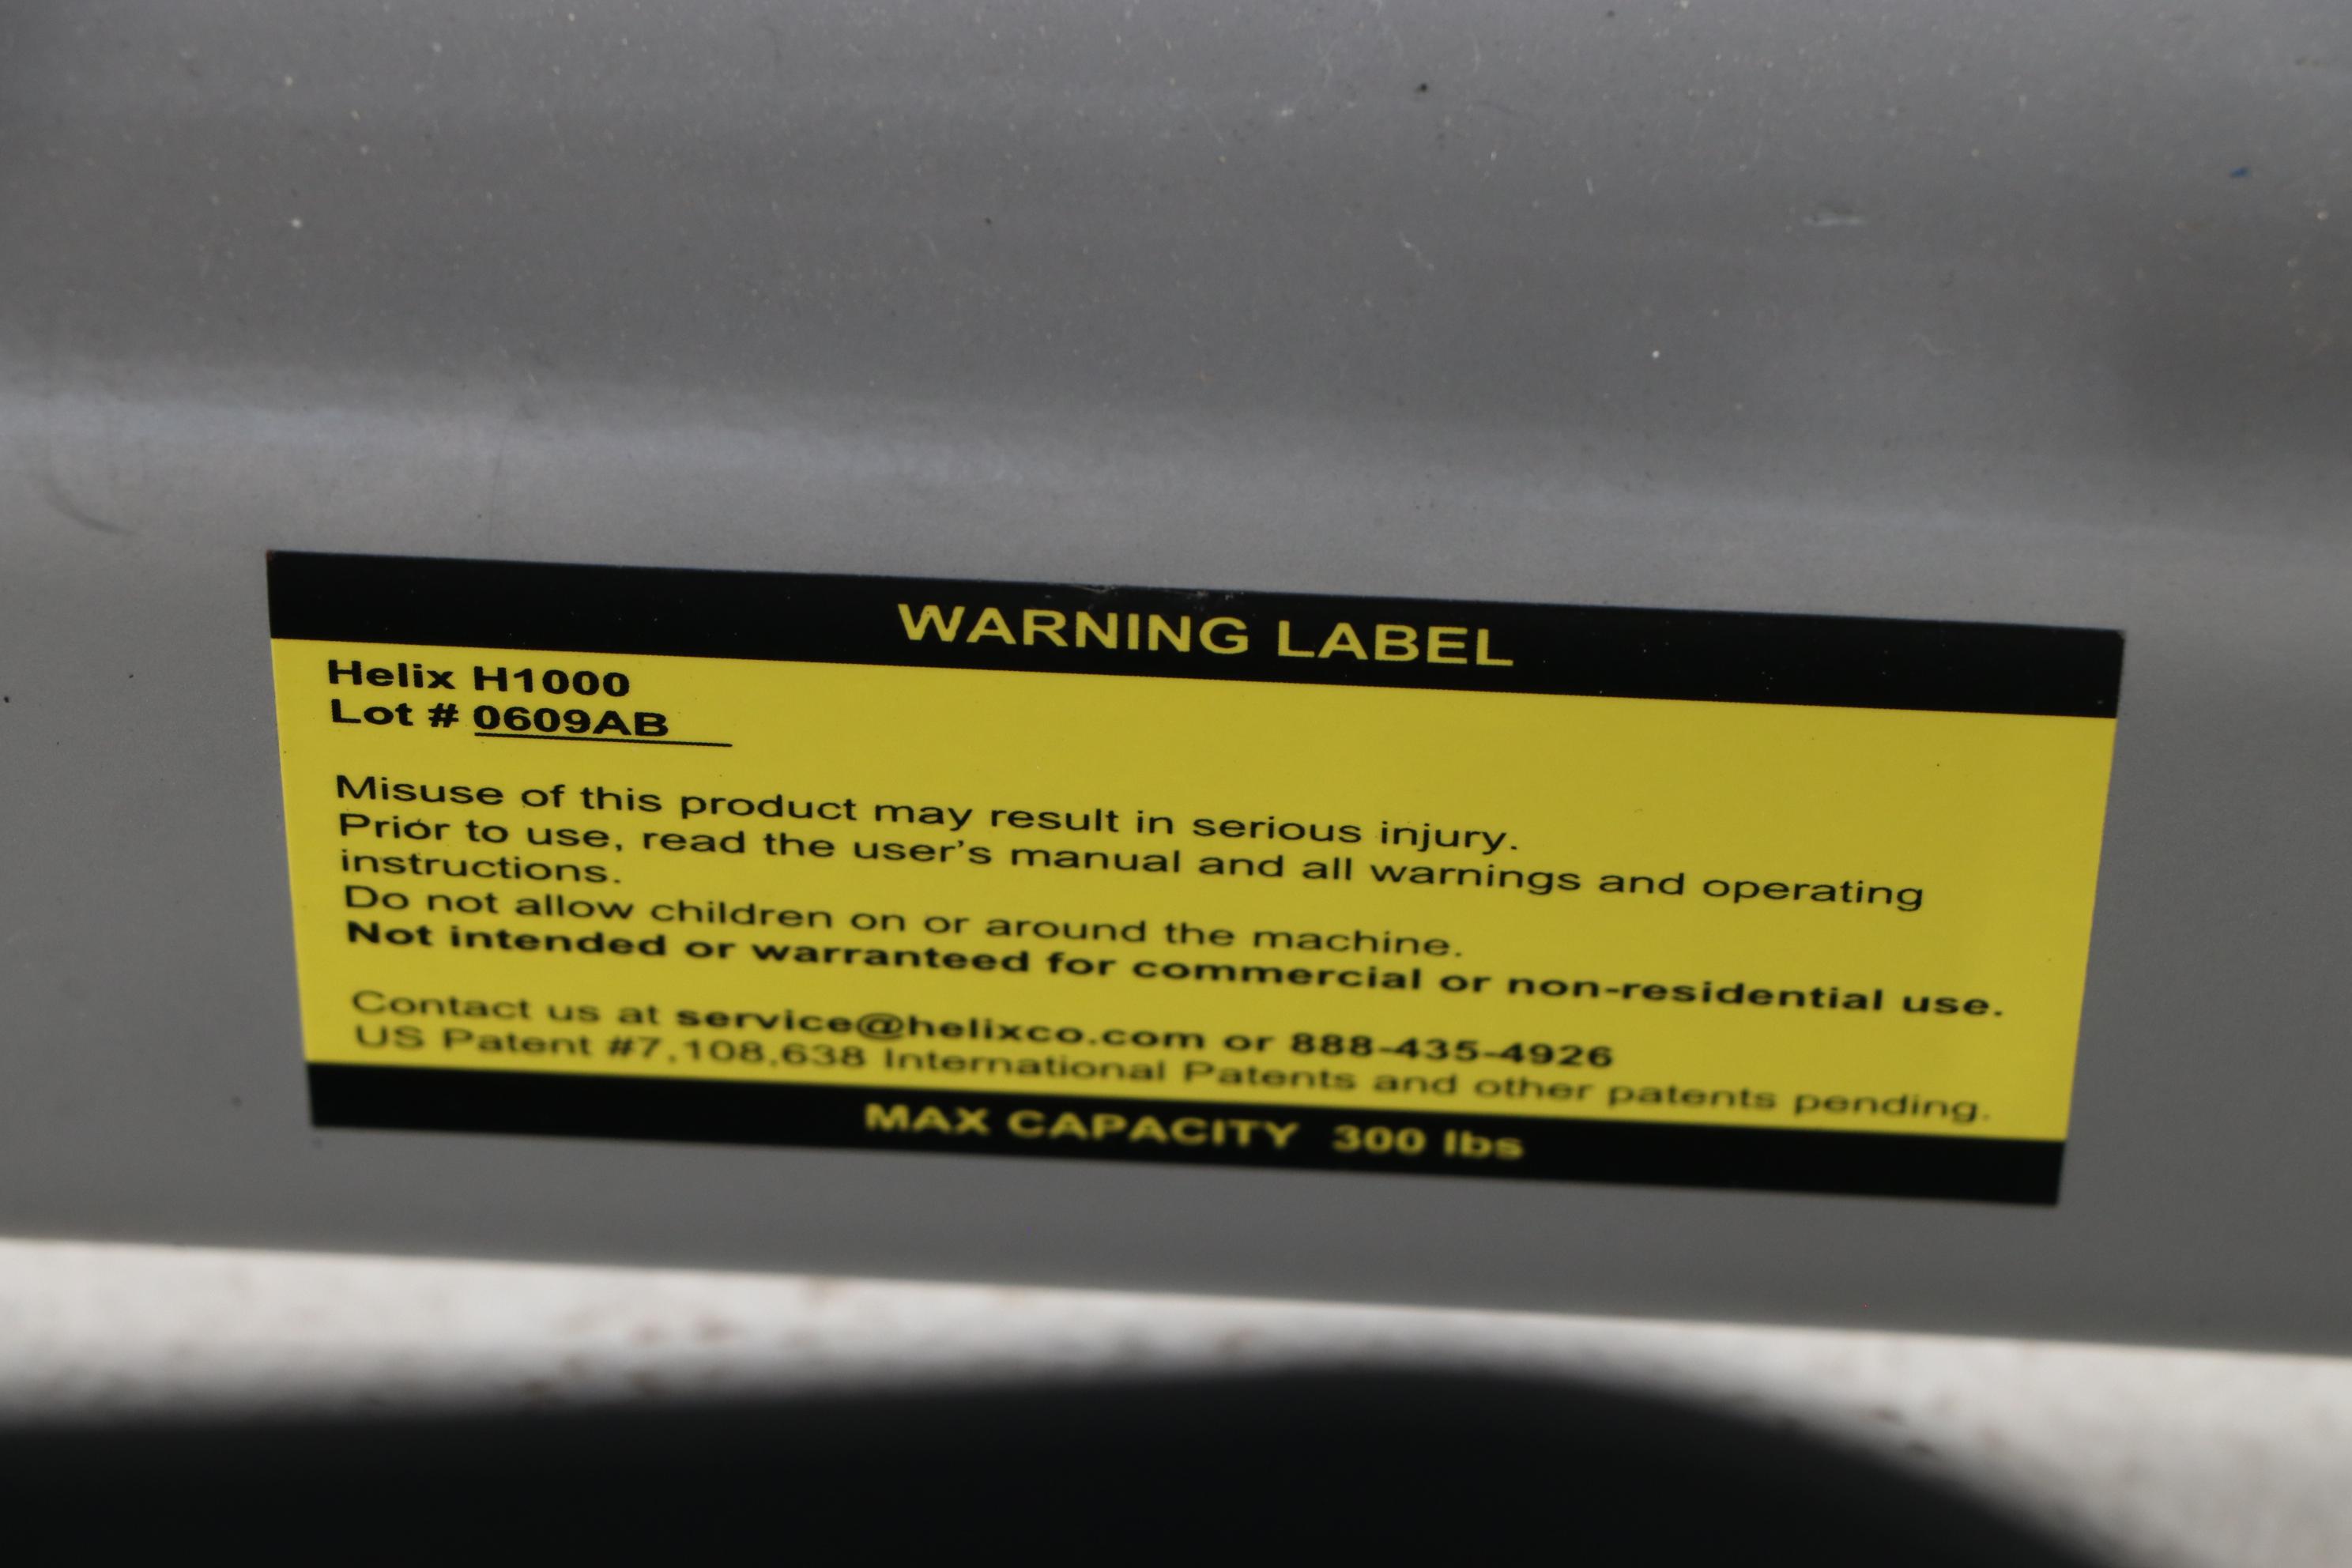 WARNING LABEL
Helix H1000
Lot # 0609AB
Misuse of this product may result in serious injury.
Prior to use, read the user's manual and all warnings and operating
instructions.
Do not allow children on or around the machine.
Not intended or warranteed for commercial or non-residential use.
Contact us at service@helixco.com or 888-435-4926
US Patent #7,108,638 International Patents and other patents pending.
MAX CAPACITY 300 lbs